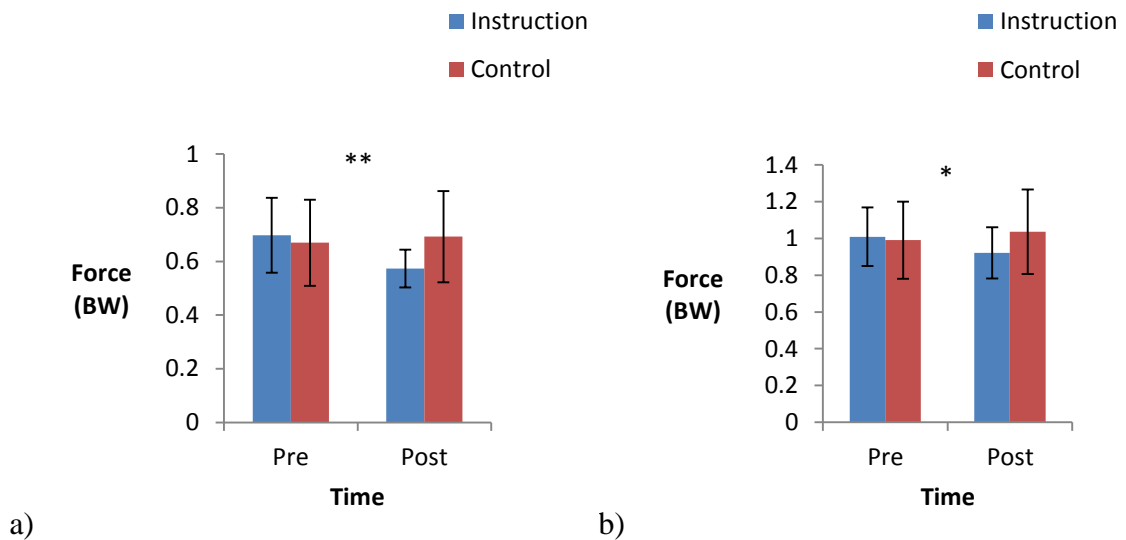 Instruction
Control
**
1
0.8
0.6
0.4
0.2
0
Force
(BW)
Pre Post
Time
a)
Instruction
Control
*
1.4
1.2
1
0.8
0.6
0.4
0.2
0
Force
(BW)
Pre Post
Time
b)